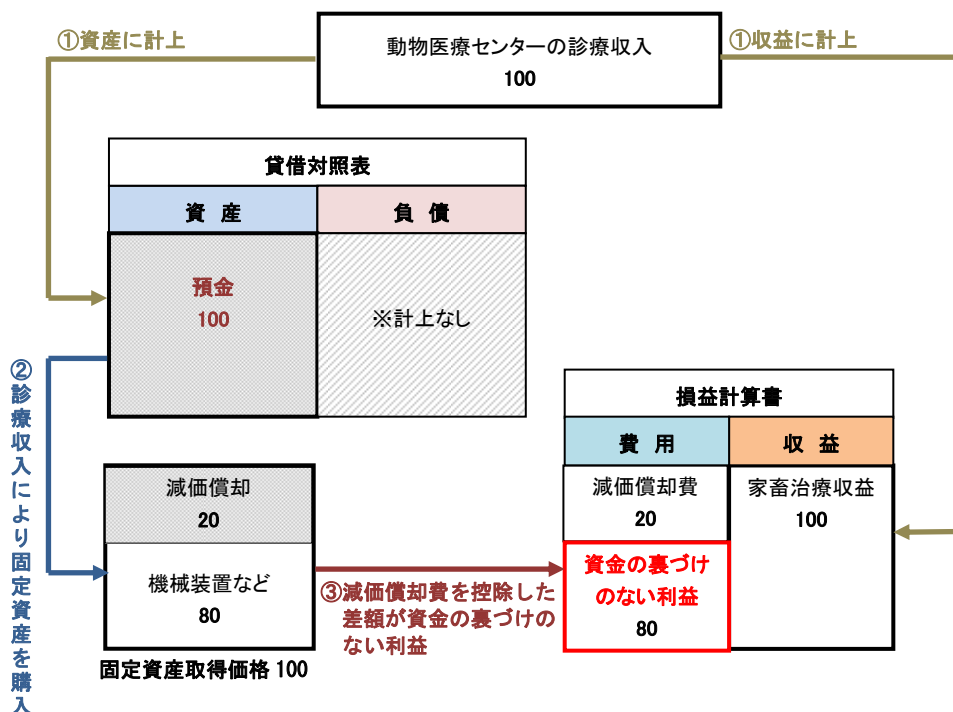 ①資産に計上
動物医療センターの診療収入
100
①収益に計上
貸借対照表
資 産
負 債
預金
100
※計上なし
②診療収入により固定資産を購入
損益計算書
費 用
収 益
減価償却
20
機械装置など
80
固定資産取得価格 100
③減価償却費を控除した
差額が資金の裏づけの
ない利益
減価償却費
20
資金の裏づけ
のない利益
80
家畜治療収益
100